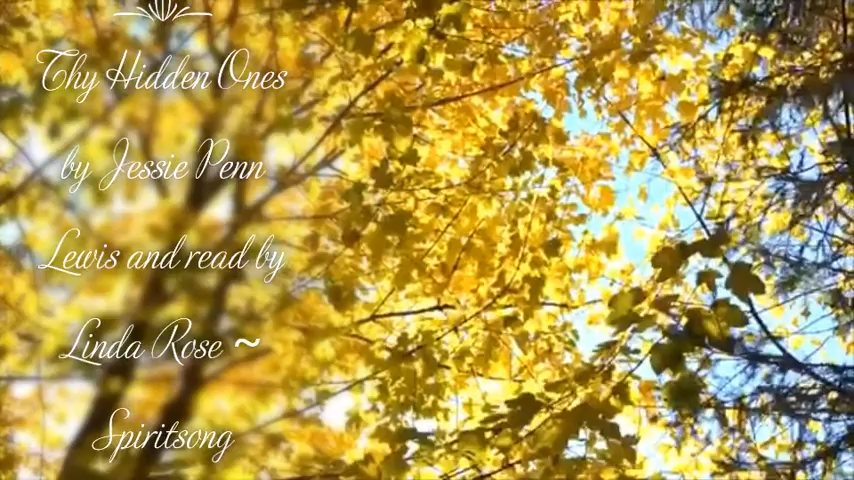 Thy Hidden Ones
by Jessie Penn
Lewis and read by
Linda Rose ~
Spiritsong